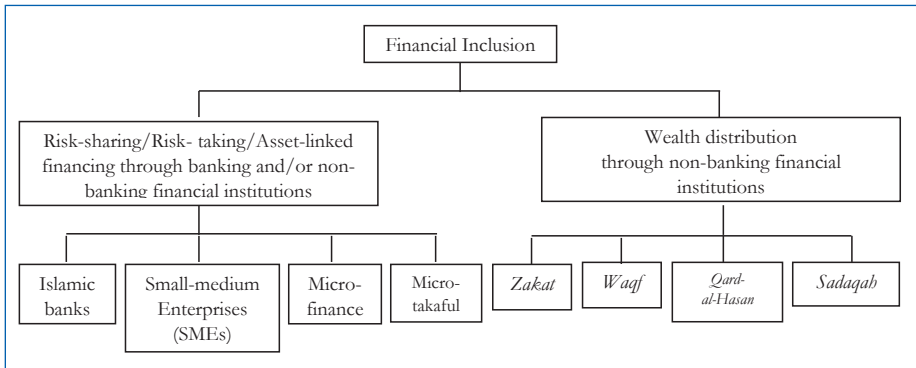 Financial Inclusion
Risk-sharing/Risk- taking/Asset-linked
financing through banking and/or non-
banking financial institutions
Wealth distribution
through non-banking financial
institutions
Islamic
banks
Small-medium
Enterprises
(SMEs)
Micro-
finance
Micro-
takaful
Zakat
Waqf
Qard-
al-Hasan
Sadaqah